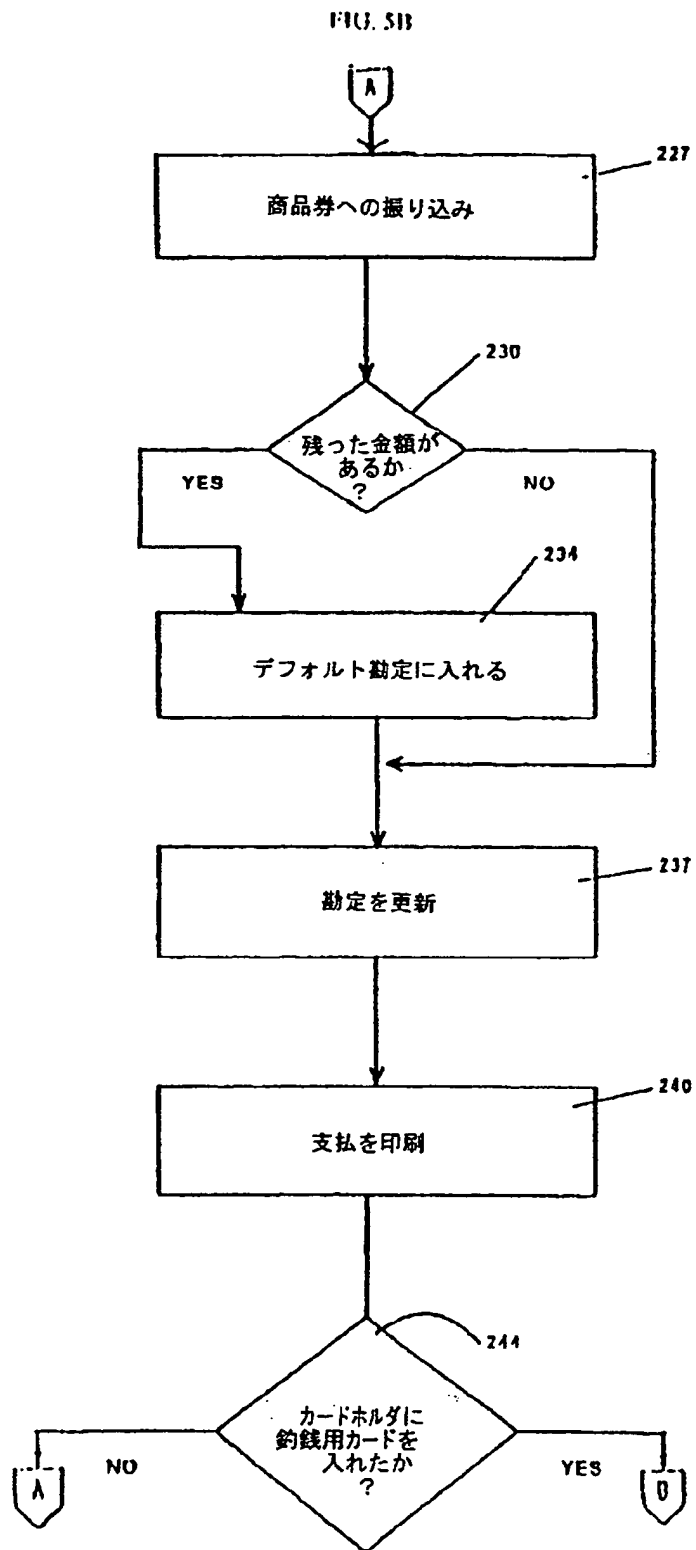 FIG. 5B
A
227
商品券への振り込み
230
残った金額が
あるか
?
YES
NO
234
デフォルト勘定に入れる
237
勘定を更新
240
支払を印刷
244
カードホルダに
釣銭用カードを
入れたか
?
NO
YES
A